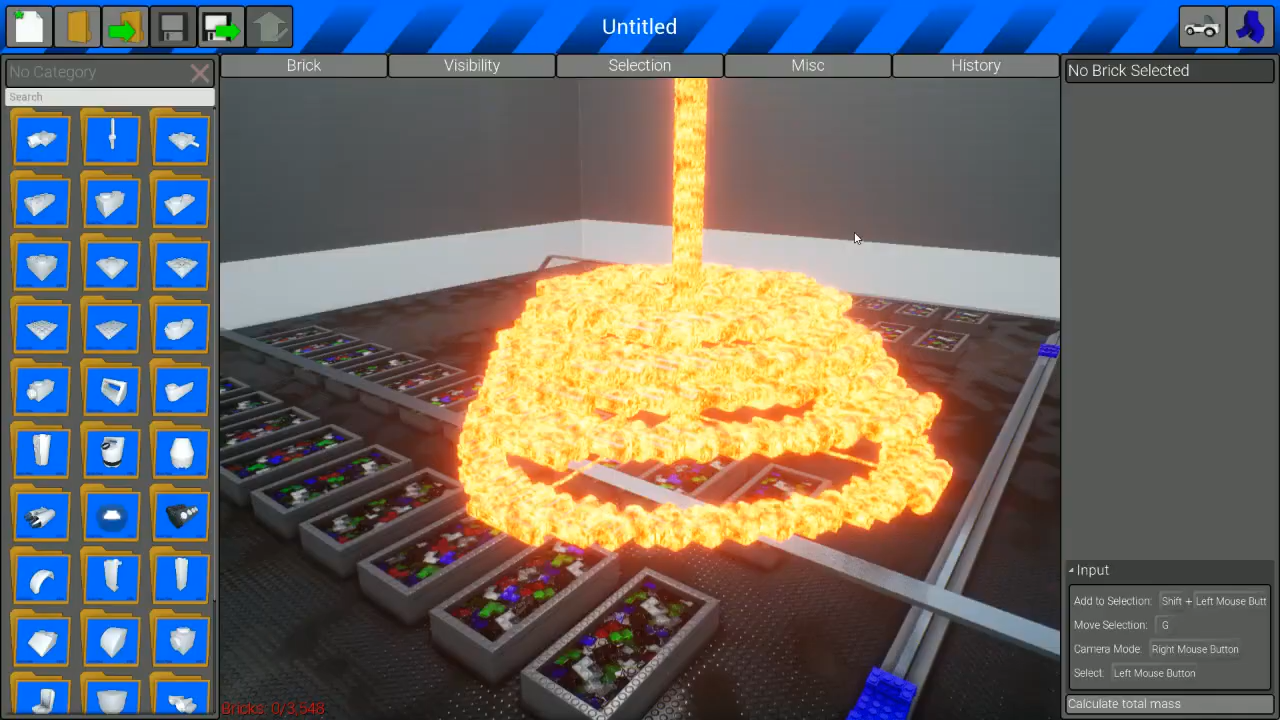 Untitled
No Category
Search
Brick
Visibility
Selection
Misc
History
No Brick Selected
Input
Add to Selection: Shift + Left Mouse Butt
Move Selection: G
Camera Mode: Right Mouse Button
Select: Left Mouse Button
Calculate total mass
Bricks: 0/3,548